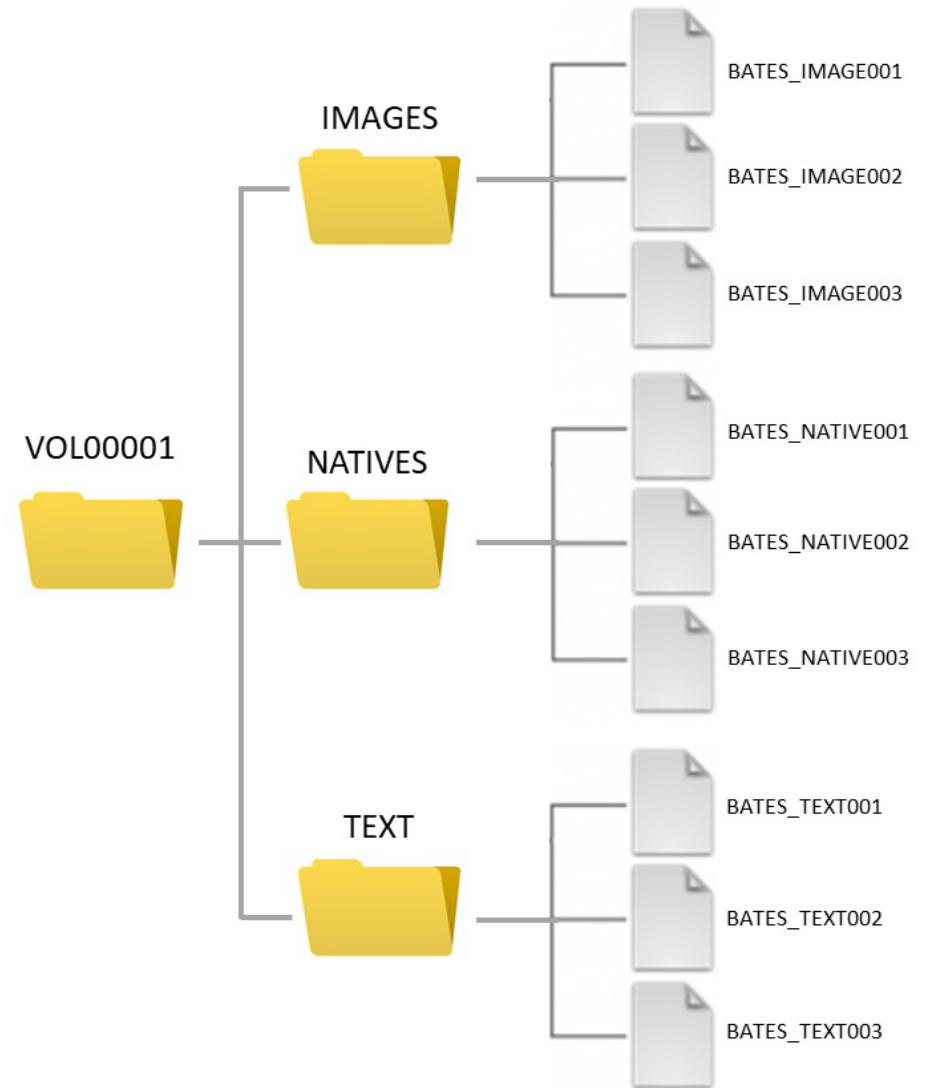 VOL00001
IMAGES
BATES_IMAGE001
BATES_IMAGE002
BATES_IMAGE003
NATIVES
BATES_NATIVE001
BATES_NATIVE002
BATES_NATIVE003
TEXT
BATES_TEXT001
BATES_TEXT002
BATES_TEXT003